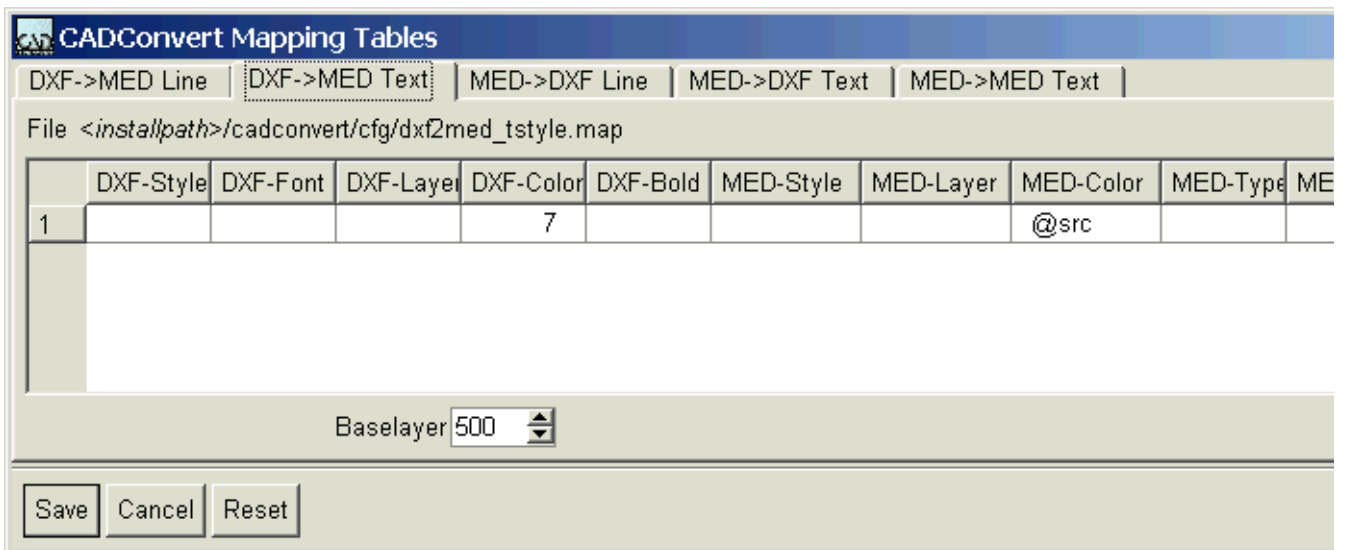 CAD CADConvert Mapping Tables
DXF->MED Line DXF->MED Text MED->DXF Line MED->DXF Text MED->MED Text
File <installpath>/cadconvert/cfg/dxf2med_tstyle.map
DXF-Style DXF-Font DXF-Layer DXF-Color DXF-Bold MED-Style MED-Layer MED-Color MED-Type ME
1 7 @src
Baselayer 500
Save Cancel Reset